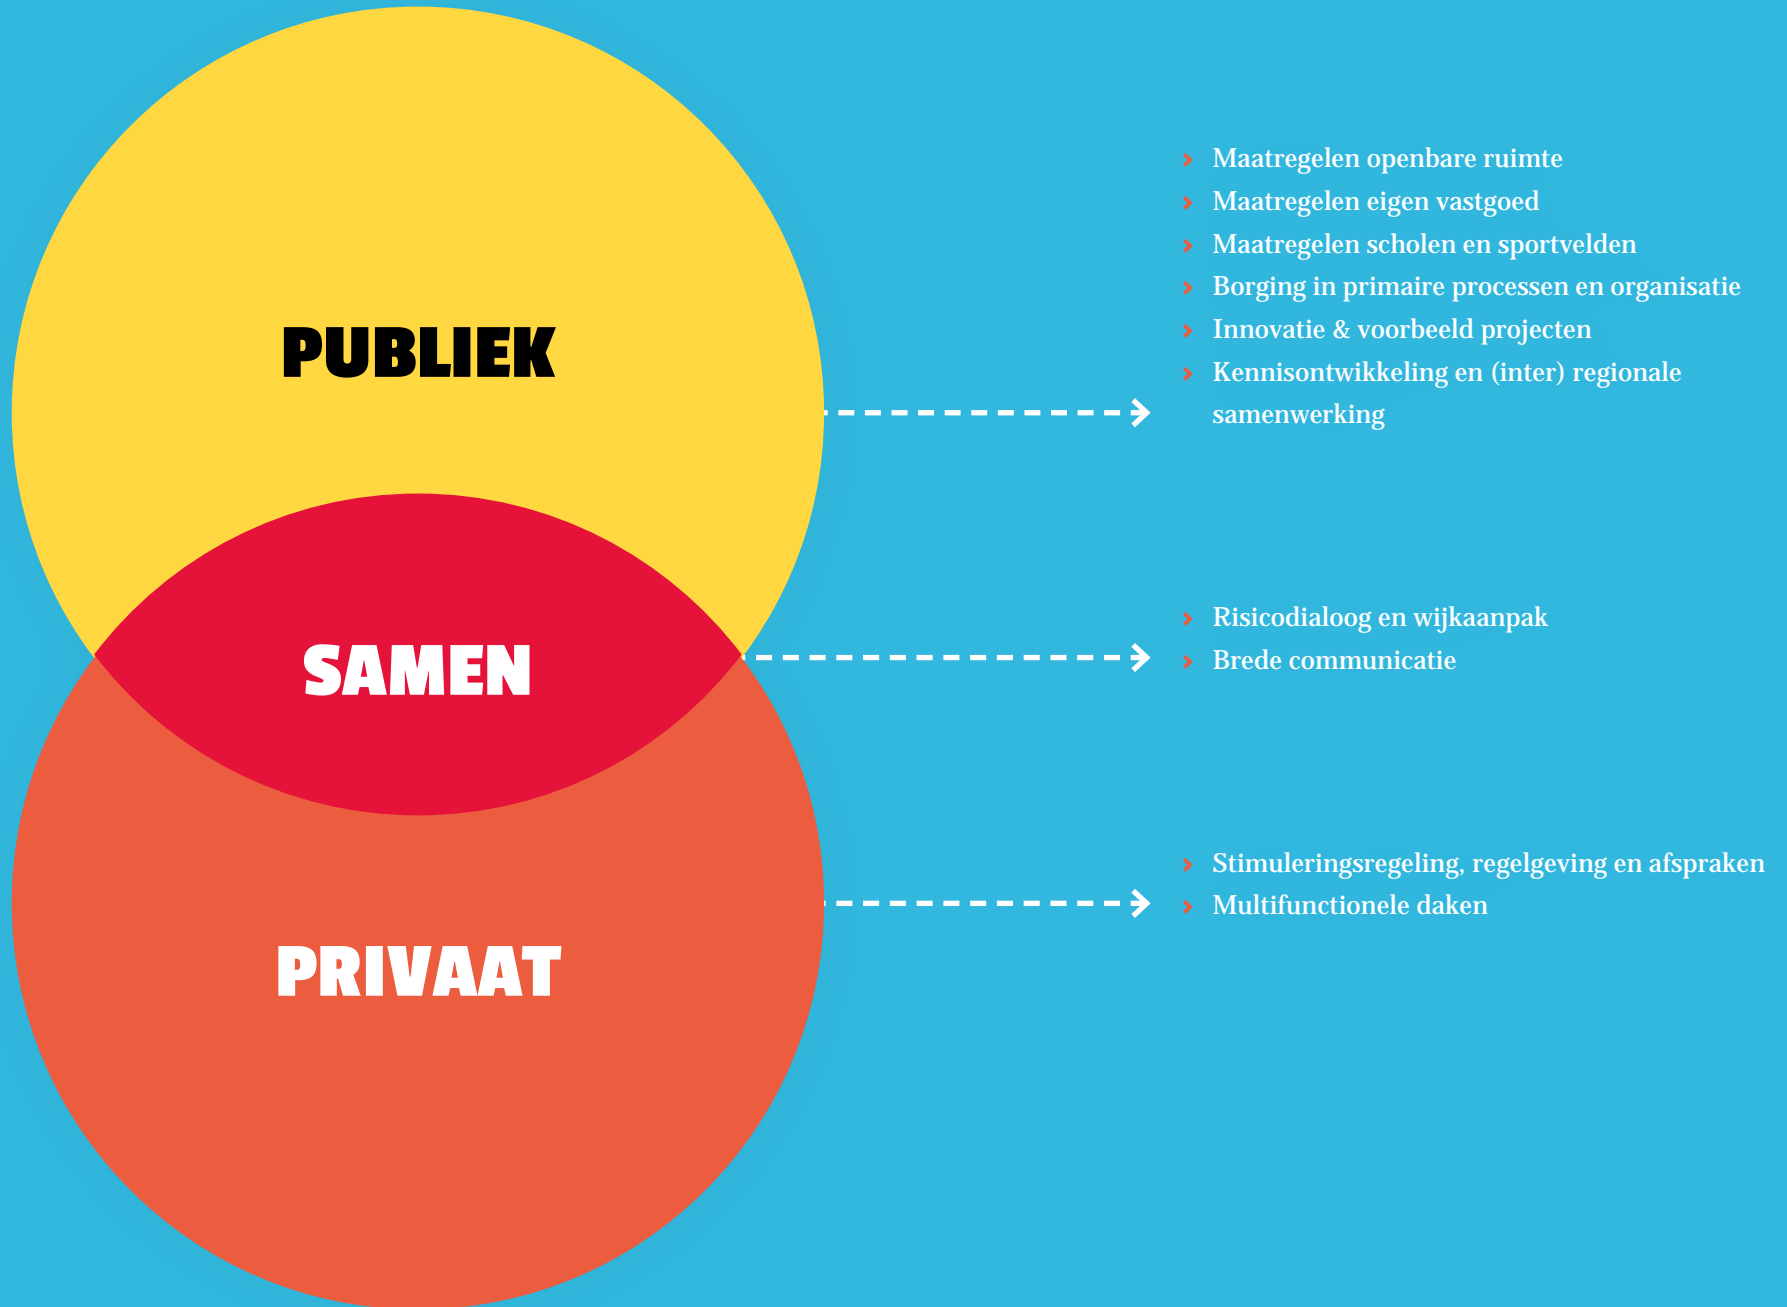 PUBLIEK
› Maatregelen openbare ruimte
› Maatregelen eigen vastgoed
› Maatregelen scholen en sportvelden
› Borging in primaire processen en organisatie
› Innovatie & voorbeeld projecten
› Kennisontwikkeling en (inter) regionale
samenwerking
SAMEN
› Risicodialoog en wijkaanpak
› Brede communicatie
PRIVAAT
› Stimuleringsregeling, regelgeving en afspraken
› Multifunctionele daken